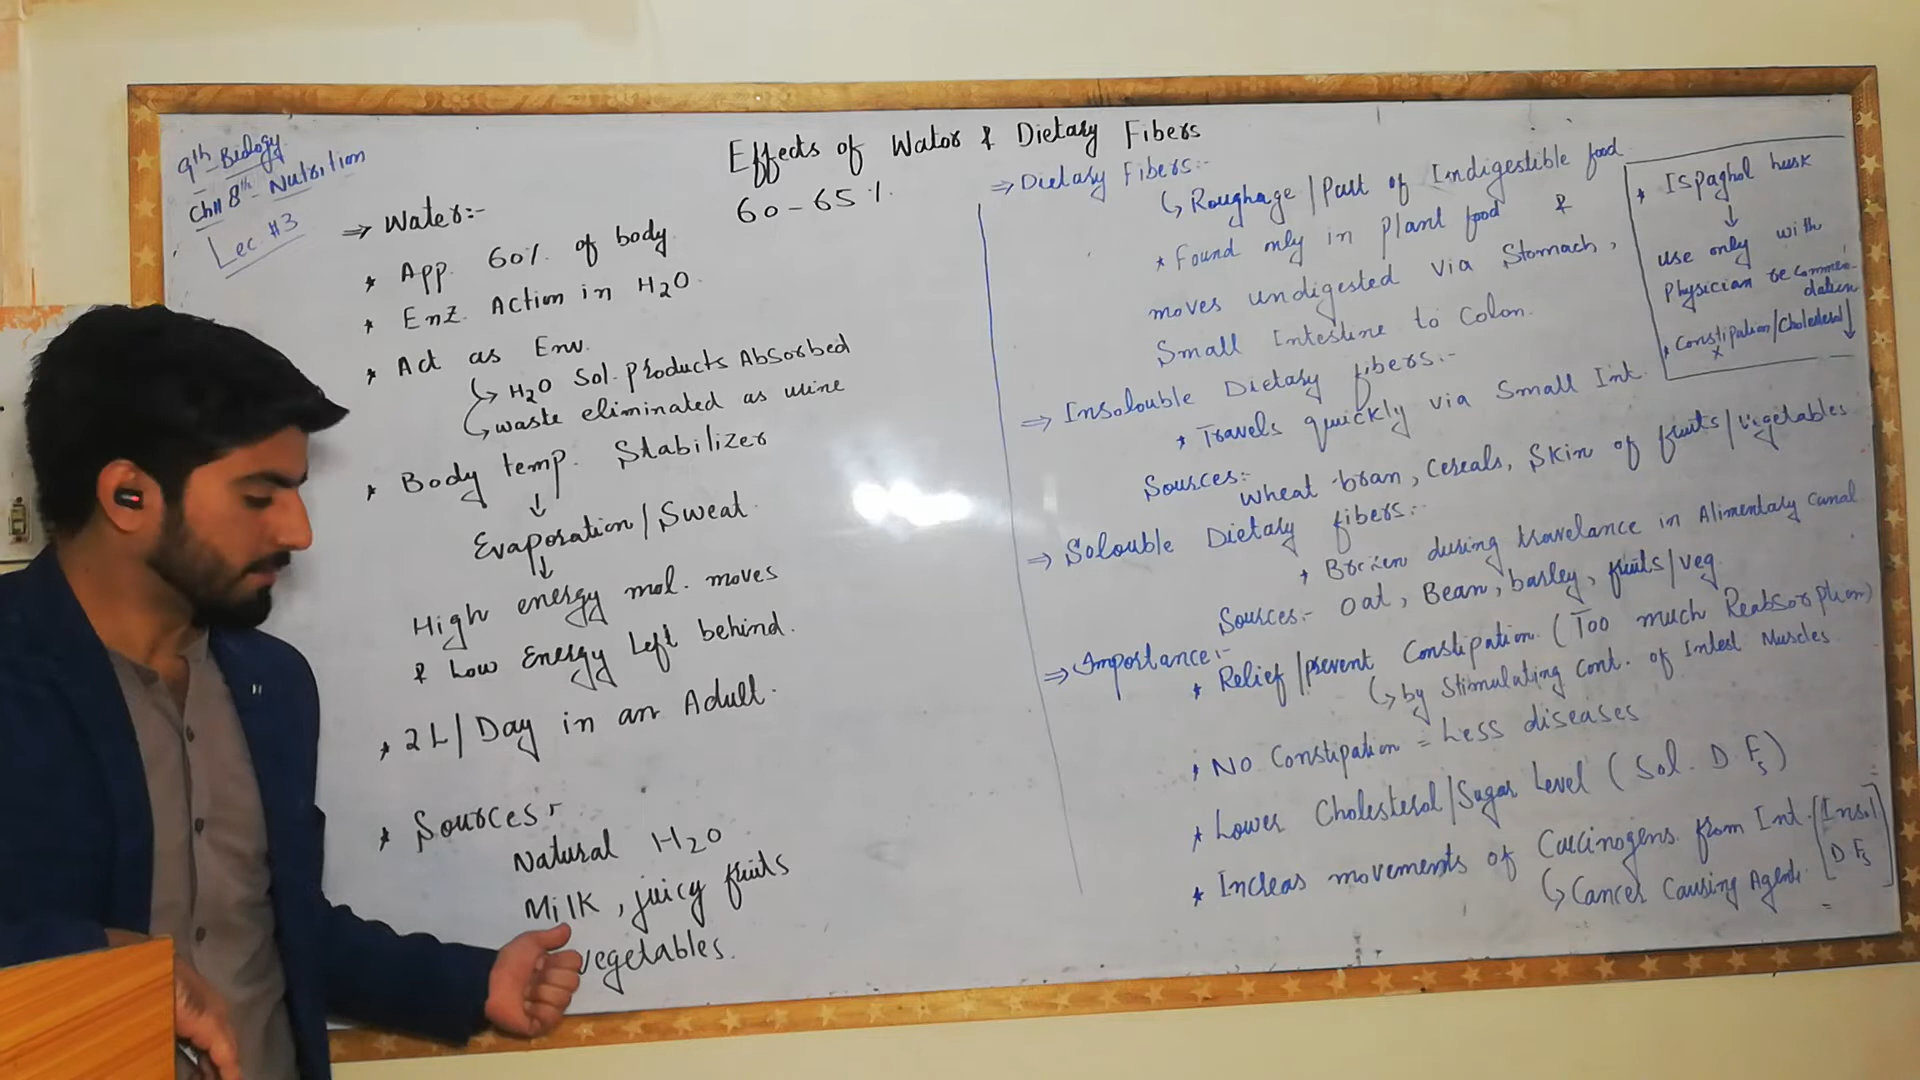 9th Biology
Ch# 8th Nutrition
Lec. #3
Effects of Water & Dietary Fibers
60-65%
⇒ Water:-
* App. 60% of body
* Enz. Action in H2O.
* Act as Env.
↳ H2O Sol. Products Absorbed
↳ waste eliminated as urine
* Body temp. Stabilizer
↓
Evaporation / Sweat
↓
High energy mol. moves
& Low Energy Left behind.
* 2L/Day in an Adult.
* Sources:-
Natural H2O
Milk, juicy fruits
vegetables.
⇒ Dietary Fibers:-
↳ Roughage / Part of Indigestible food
* Found only in plant food &
moves undigested via Stomach,
Small Intestine to Colon.
⇒ Insolouble Dietary fibers:-
* Travels quickly via Small Int.
Sources:-
Wheat bran, Cereals, Skin of fruits/vegetables
⇒ Solouble Dietary fibers:-
* Broken during travelance in Alimentary canal
Sources:- Oat, Bean, barley, fruits/veg.
⇒ Importance:-
* Relief/prevent Constipation. (Too much Reabsorption)
↳ by Stimulating Cont. of Intest Muscles
* No Constipation = Less diseases
* Lower Cholesterol/Sugar Level (Sol. D.Fs)
* Increas movements of Carcinogens from Int. [Insol
D Fs]
↳ Cancer Causing Agent.
* Ispaghol husk
↓
use only with
Physician recommen-
dation
* Constipation/Cholesterol ↓
x